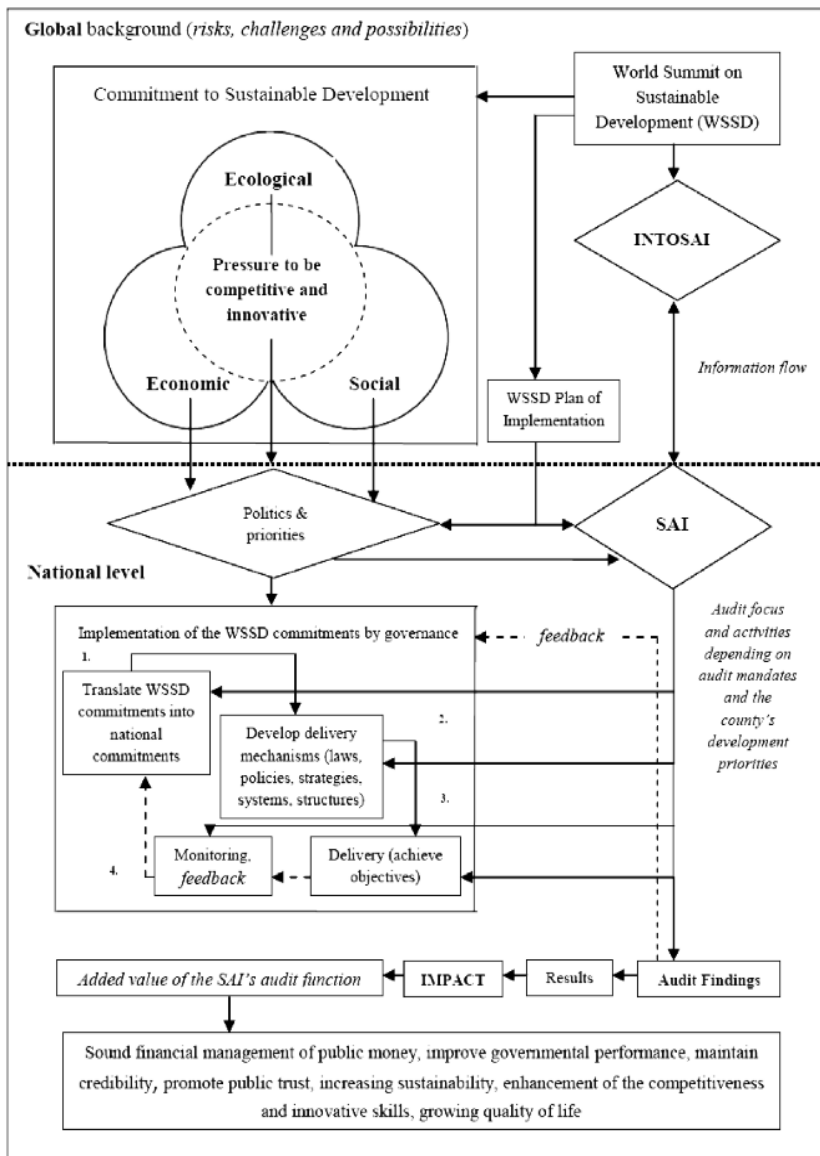 Global background (risks, challenges and possibilities)
Commitment to Sustainable Development
World Summit on
Sustainable
Development (WSSD)
Ecological
INTOSAI
Pressure to be
competitive and
innovative
Economic
Social
Information flow
WSSD Plan of
Implementation
Politics &
priorities
SAI
National level
Implementation of the WSSD commitments by governance
feedback
Audit focus
and activities
depending on
audit mandates
and the
county's
development
priorities
1.
Translate WSSD
commitments into
national
commitments
2.
Develop delivery
mechanisms (laws,
policies, strategies,
systems, structures)
3.
4.
Monitoring,
feedback
Delivery (achieve
objectives)
Added value of the SAI's audit function
IMPACT
Results
Audit Findings
Sound financial management of public money, improve governmental performance, maintain
credibility, promote public trust, increasing sustainability, enhancement of the competitiveness
and innovative skills, growing quality of life